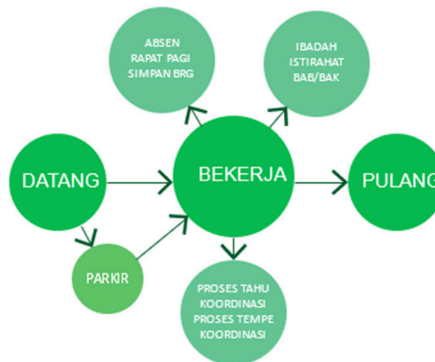 ABSEN
RAPAT PAGI
SIMPAN BRG
IBADAH
ISTIRAHAT
BAB/BAK
DATANG
BEKERJA
PULANG
PARKIR
PROSES TAHU
KOORDINASI
PROSES TEMPE
KOORDINASI